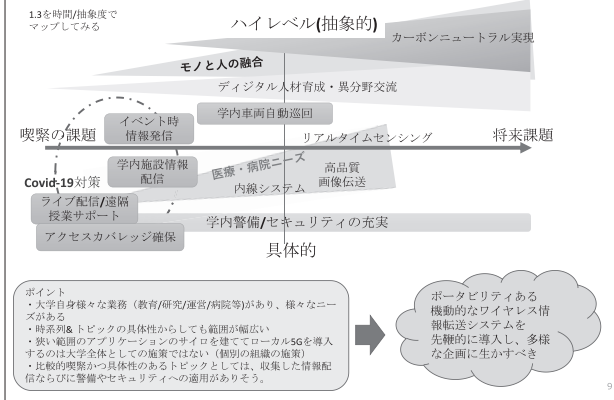 1.3を時間/抽象度で
マップしてみる
ハイレベル(抽象的)
カーボンニュートラル実現
モノと人の融合
ディジタル人材育成・異分野交流
学内車両自動巡回
イベント時
情報発信
喫緊の課題
リアルタイムセンシング
将来課題
学内施設情報
配信
医療・病院ニーズ
高品質
画像伝送
Covid-19対策
内線システム
ライブ配信/遠隔
授業サポート
学内警備/セキュリティの充実
アクセスカバレッジ確保
具体的
ポイント
・大学自身様々な業務（教育/研究/運営/病院等)があり、様々なニー
ズがある
・時系列& トピックの具体性からしても範囲が幅広い
・狭い範囲のアプリケーションのサイロを建ててローカル5Gを導入
するのは大学全体としての施策ではない（個別の組織の施策）
・比較的喫緊かつ具体性のあるトピックとしては、収集した情報配
信ならびに警備やセキュリティへの適用がありそう。
ポータビリティある
機動的なワイヤレス情
報転送システムを
先鞭的に導入し、多様
な企画に生かすべき
9